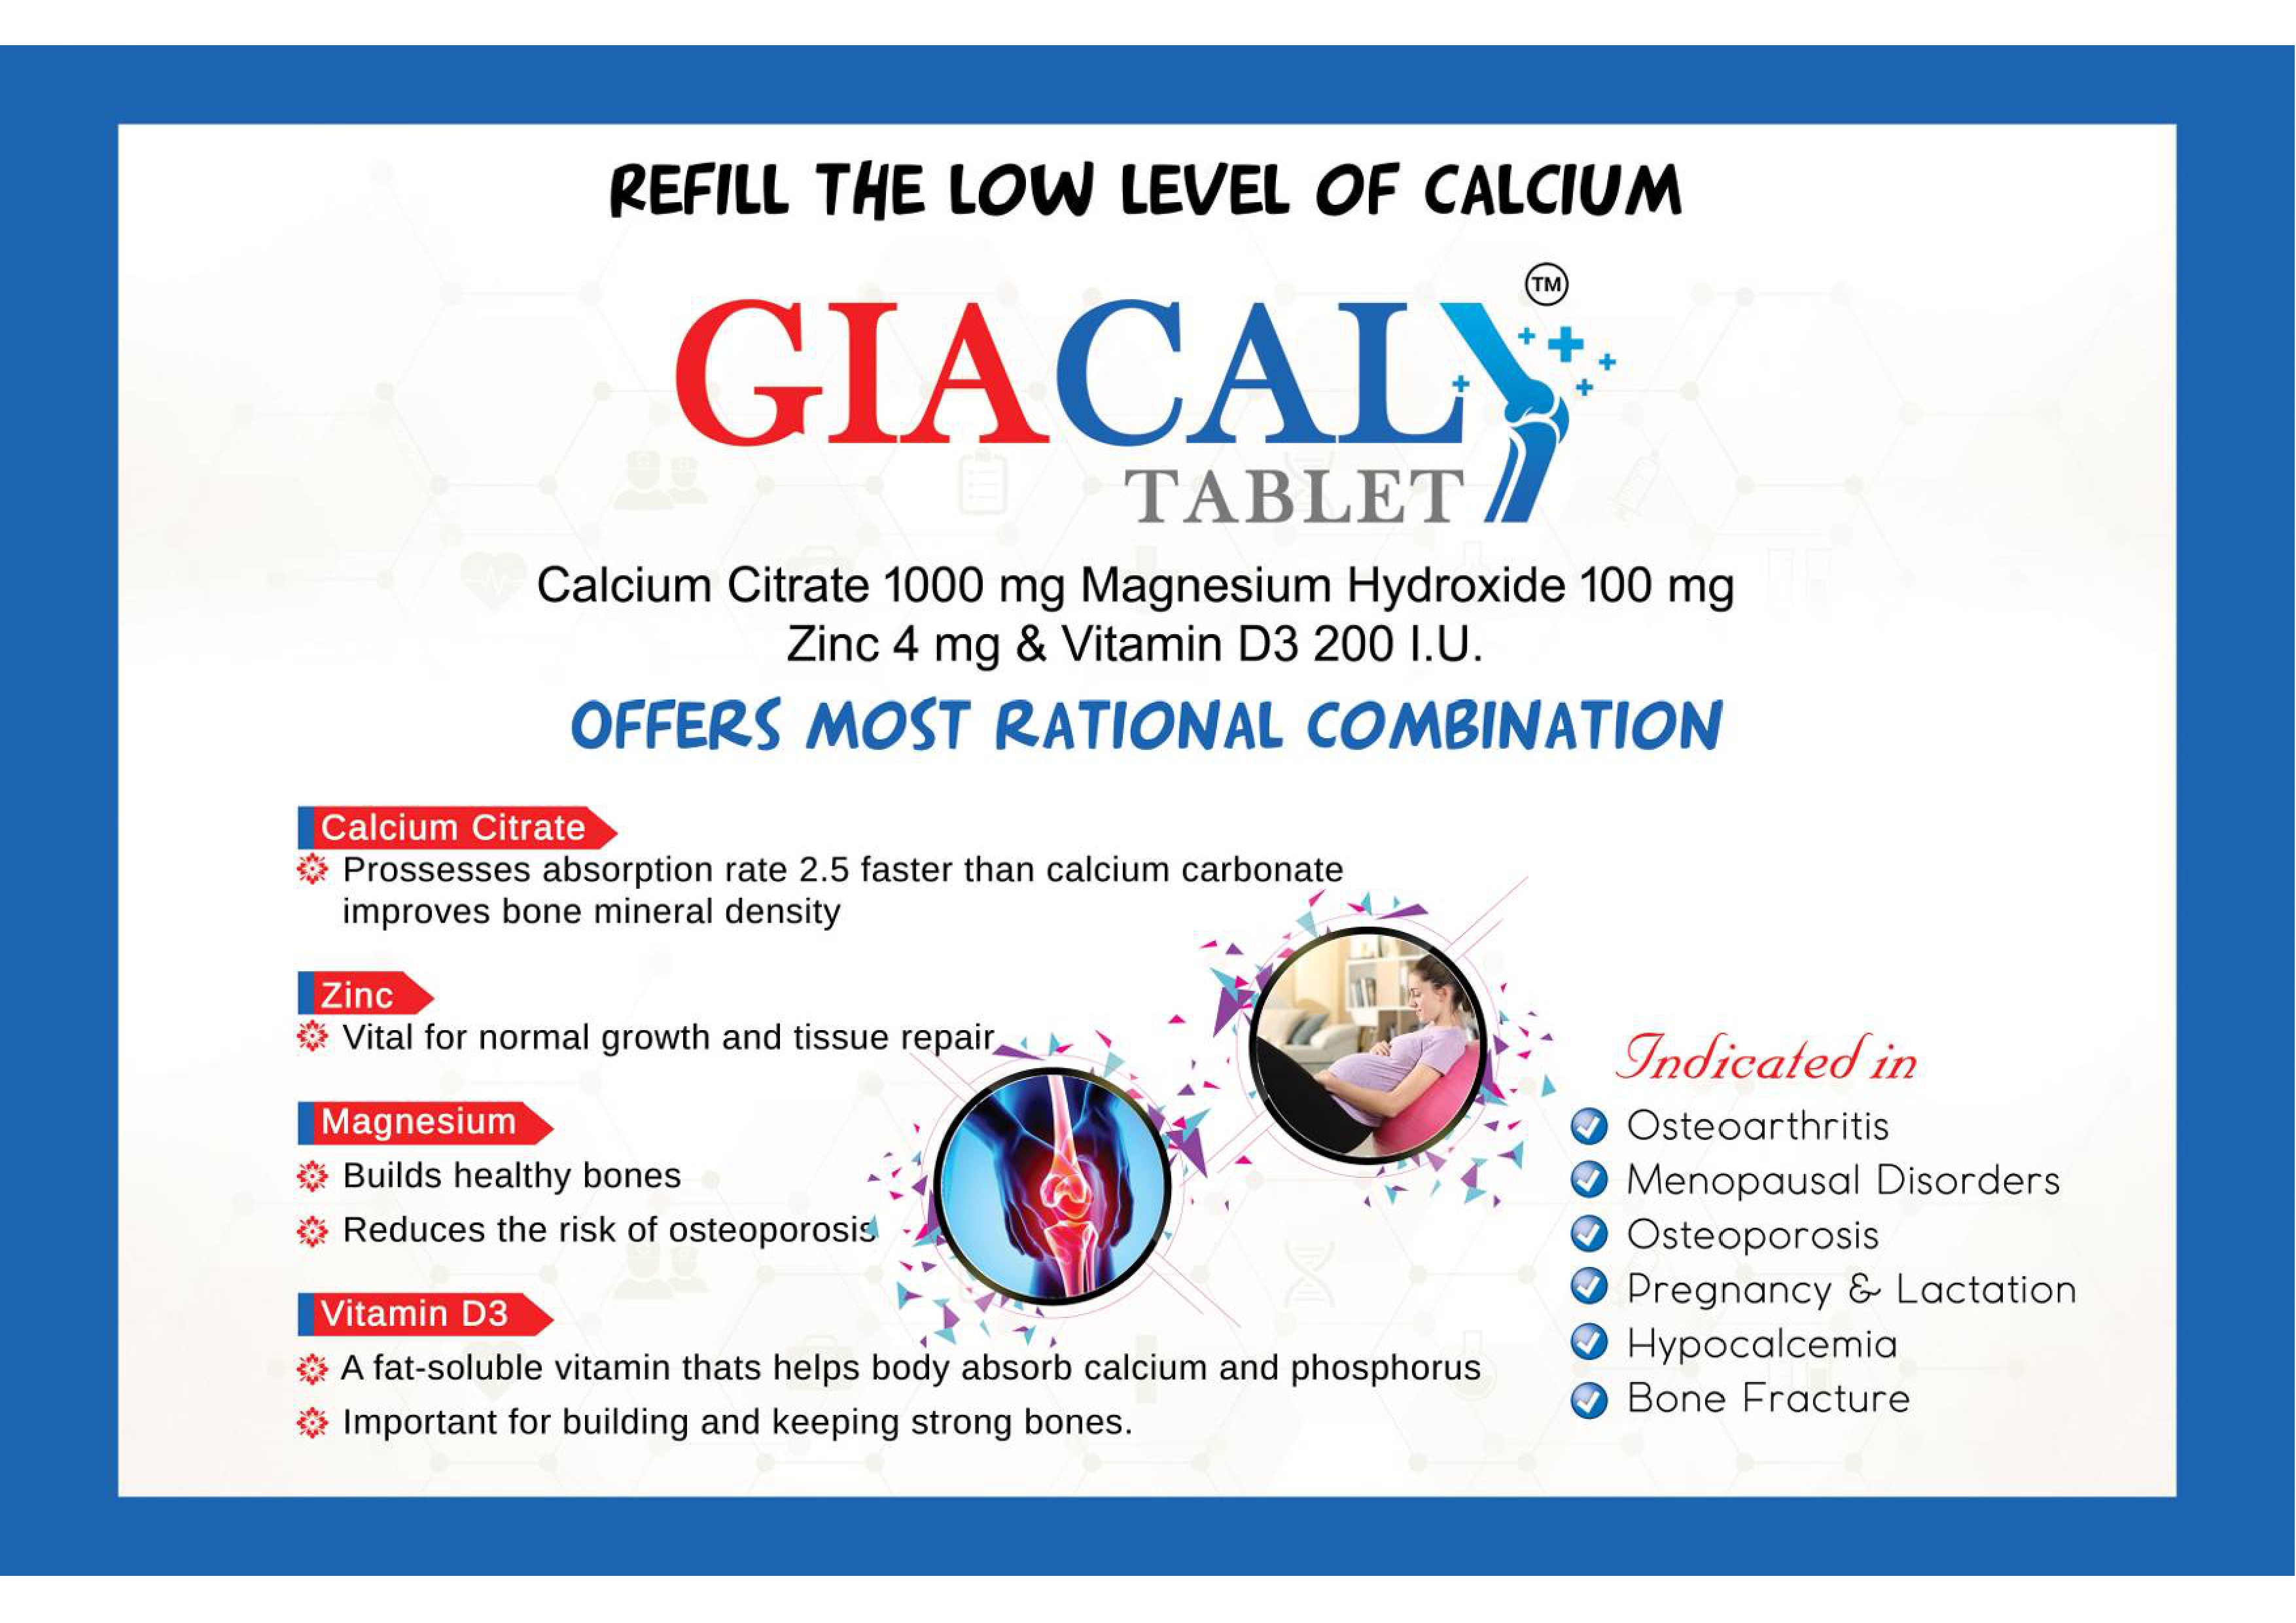 REFILL THE LOW LEVEL OF CALCIUM
TM
GIACAL
TABLET
Calcium Citrate 1000 mg Magnesium Hydroxide 100 mg
Zinc 4 mg & Vitamin D3 200 I.U.
OFFERS MOST RATIONAL COMBINATION
Calcium Citrate
Prossesses absorption rate 2.5 faster than calcium carbonate
improves bone mineral density
Zinc
Vital for normal growth and tissue repair
Magnesium
Builds healthy bones
Reduces the risk of osteoporosis
Vitamin D3
A fat-soluble vitamin thats helps body absorb calcium and phosphorus
Important for building and keeping strong bones.
Indicated in
Osteoarthritis
Menopausal Disorders
Osteoporosis
Pregnancy & Lactation
Hypocalcemia
Bone Fracture